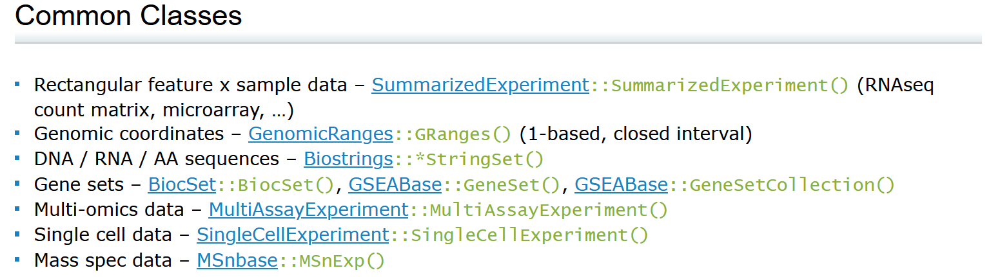 Common Classes
Rectangular feature x sample data – SummarizedExperiment::SummarizedExperiment() (RNAseq
count matrix, microarray, …)
Genomic coordinates – GenomicRanges::GRanges() (1-based, closed interval)
DNA / RNA / AA sequences – Biostrings::*StringSet()
Gene sets – BiocSet::BiocSet(), GSEABase::GeneSet(), GSEABase::GeneSetCollection()
Multi-omics data – MultiAssayExperiment::MultiAssayExperiment()
Single cell data – SingleCellExperiment::SingleCellExperiment()
Mass spec data – MSnbase::MSnExp()